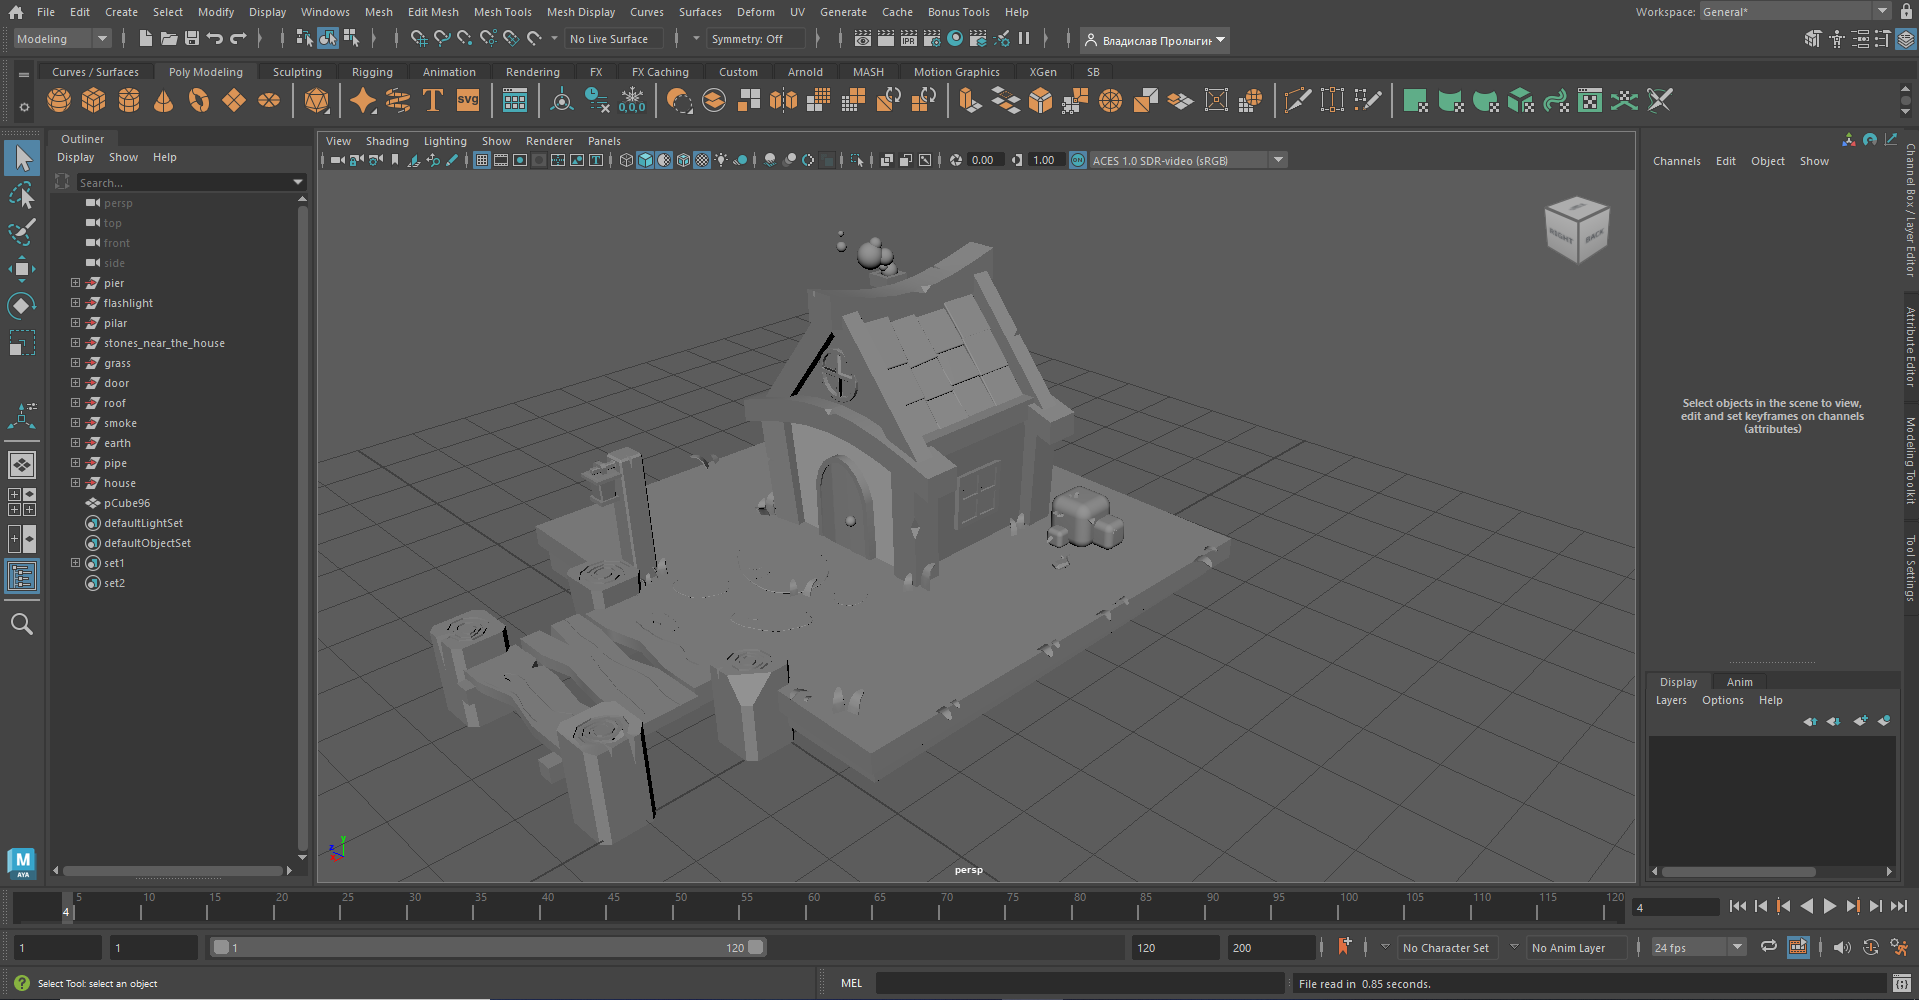 File Edit Create Select Modify Display Windows Mesh Edit Mesh Mesh Tools Mesh Display Curves Surfaces Deform UV Generate Cache Bonus Tools Help Workspace: General*
Modeling No Live Surface Symmetry: Off IPR Владислав Пролыгин
Curves / Surfaces Poly Modeling Sculpting Rigging Animation Rendering FX FX Caching Custom Arnold MASH Motion Graphics XGen SB
T svg 0,0,0
Outliner
Display Show Help
Search...
persp
top
front
side
pier
flashlight
pilar
stones_near_the_house
grass
door
roof
smoke
earth
pipe
house
pCube96
defaultLightSet
defaultObjectSet
set1
set2
View Shading Lighting Show Renderer Panels
0.00 1.00 ON ACES 1.0 SDR-video (sRGB)
RIGHT BACK
y
z
x
persp
Channels Edit Object Show
Select objects in the scene to view,
edit and set keyframes on channels
(attributes)
Channel Box / Layer Editor
Attribute Editor
Modeling Toolkit
Tool Settings
Display Anim
Layers Options Help
M
AYA
4 5 10 15 20 25 30 35 40 45 50 55 60 65 70 75 80 85 90 95 100 105 110 115 120 4
1 1 1 120 120 200 No Character Set No Anim Layer 24 fps
Select Tool: select an object MEL File read in 0.85 seconds.